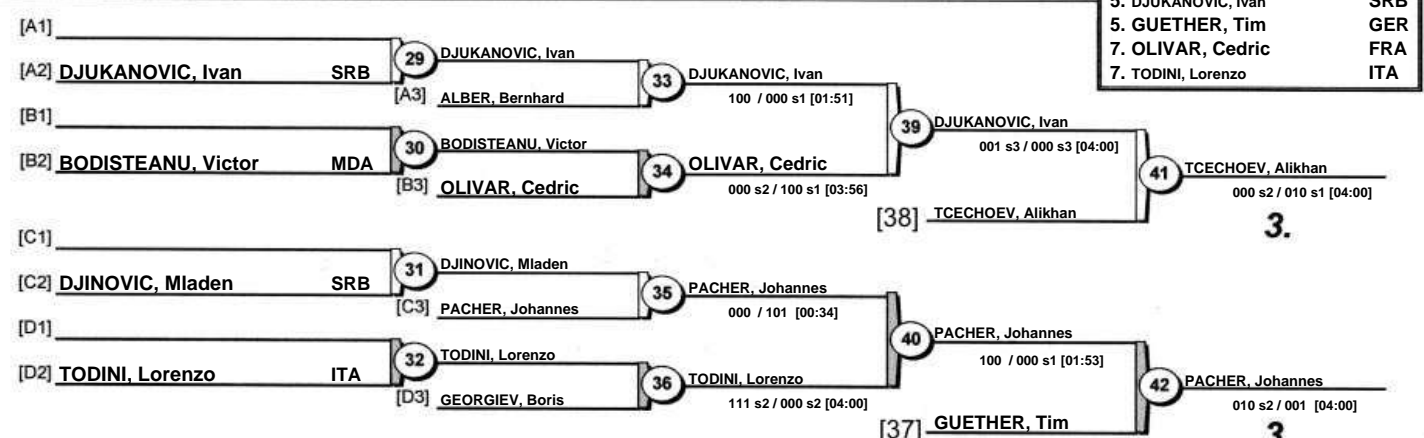 5. DJUKANOVIC, Ivan SRB
5. GUETHER, Tim GER
7. OLIVAR, Cedric FRA
7. TODINI, Lorenzo ITA
[A1]
[A2] DJUKANOVIC, Ivan SRB
29
DJUKANOVIC, Ivan
[A3] ALBER, Bernhard
33
DJUKANOVIC, Ivan
100 / 000 s1 [01:51]
[B1]
[B2] BODISTEANU, Victor MDA
30
BODISTEANU, Victor
[B3] OLIVAR, Cedric
34
OLIVAR, Cedric
000 s2 / 100 s1 [03:56]
39
DJUKANOVIC, Ivan
001 s3 / 000 s3 [04:00]
[38] TCECHOEV, Alikhan
41
TCECHOEV, Alikhan
000 s2 / 010 s1 [04:00]
3.
[C1]
[C2] DJINOVIC, Mladen SRB
31
DJINOVIC, Mladen
[C3] PACHER, Johannes
35
PACHER, Johannes
000 / 101 [00:34]
[D1]
[D2] TODINI, Lorenzo ITA
32
TODINI, Lorenzo
[D3] GEORGIEV, Boris
36
TODINI, Lorenzo
111 s2 / 000 s2 [04:00]
40
PACHER, Johannes
100 / 000 s1 [01:53]
[37] GUETHER, Tim
42
PACHER, Johannes
010 s2 / 001 [04:00]
3